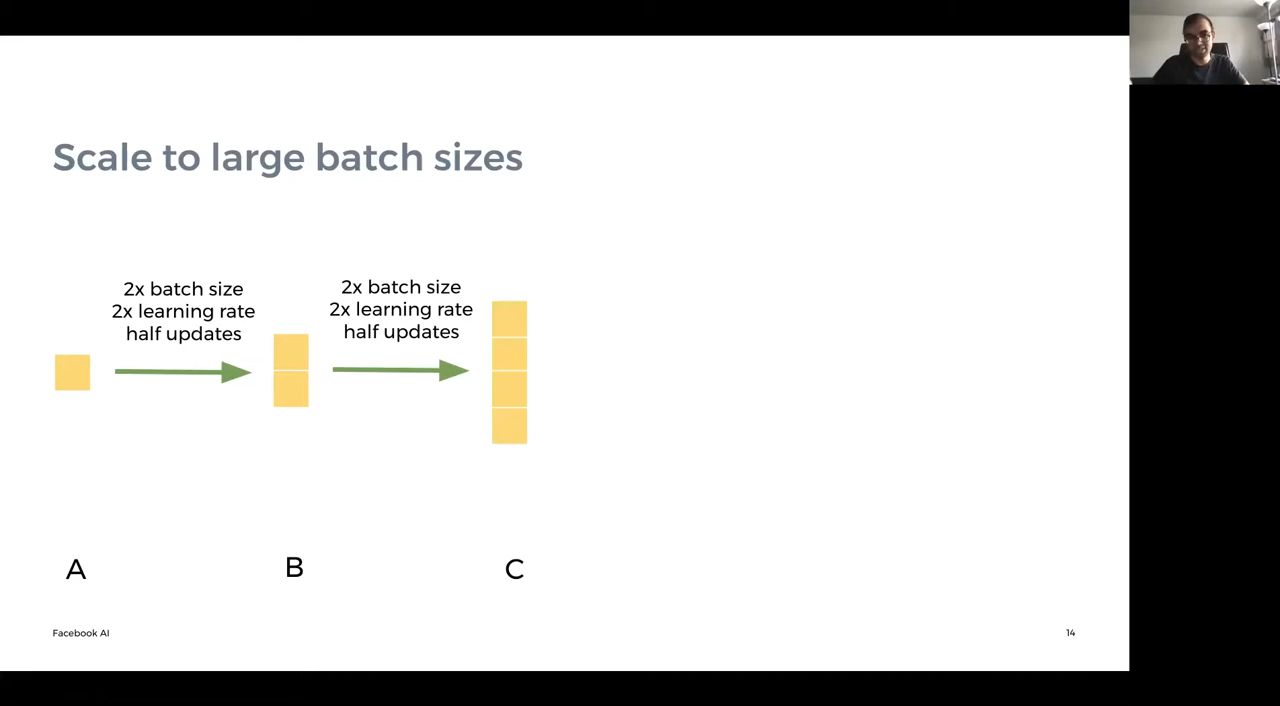 Scale to large batch sizes
2x batch size
2x learning rate
half updates
2x batch size
2x learning rate
half updates
A
B
C
Facebook AI
14